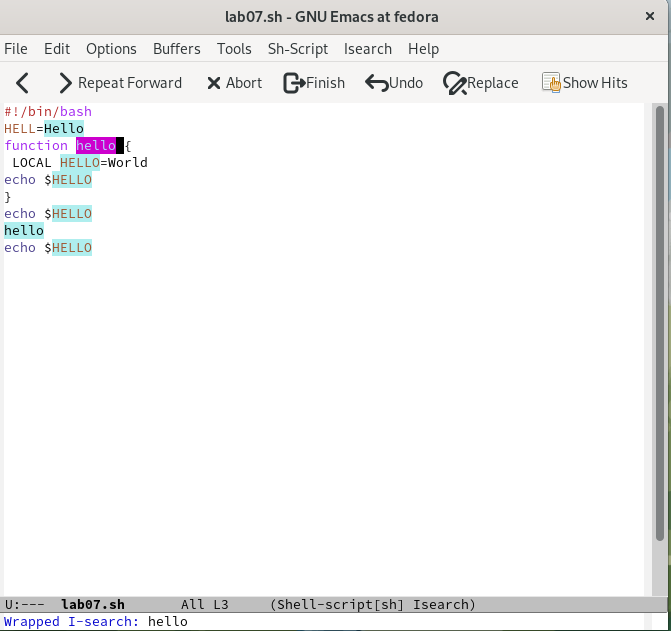 lab07.sh - GNU Emacs at fedora
File Edit Options Buffers Tools Sh-Script Isearch Help
Repeat Forward Abort Finish Undo Replace Show Hits
#!/bin/bash
HELL=Hello
function hello {
 LOCAL HELLO=World
echo $HELLO
}
echo $HELLO
hello
echo $HELLO
U:--- lab07.sh All L3 (Shell-script[sh] Isearch)
Wrapped I-search: hello